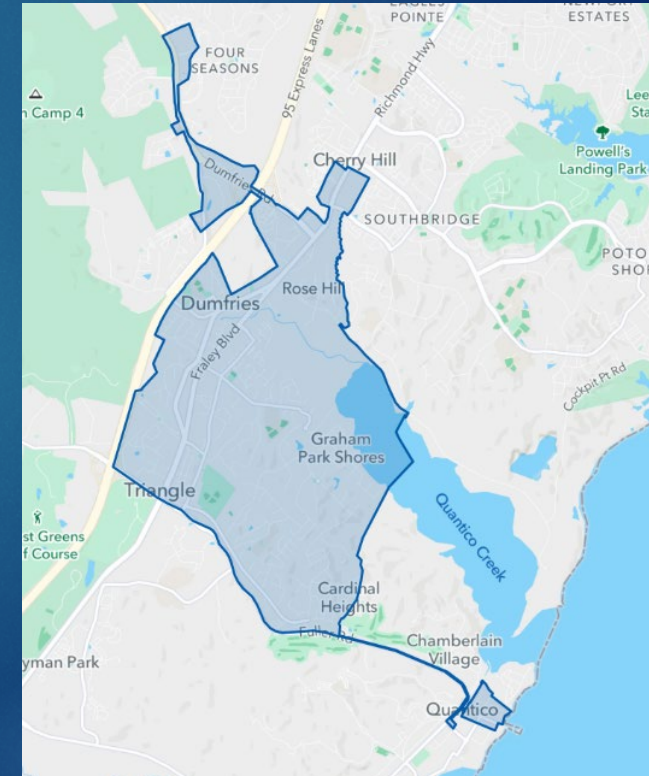 EAGLES
POINTE
NEWPORT
ESTATES
FOUR
SEASONS
95 Express Lanes
Richmond Hwy
n Camp 4
Lee
Sta
Powell's
Landing Park
Dumfries Rd
Cherry Hill
SOUTHBRIDGE
POTO
SHO
Dumfries
Rose Hill
Fraley Blvd
Cockpit Pt Rd
Graham
Park Shores
Triangle
Quantico Creek
st Greens
f Course
Cardinal
Heights
Fuller Rd
Chamberlain
Village
yman Park
Quantico